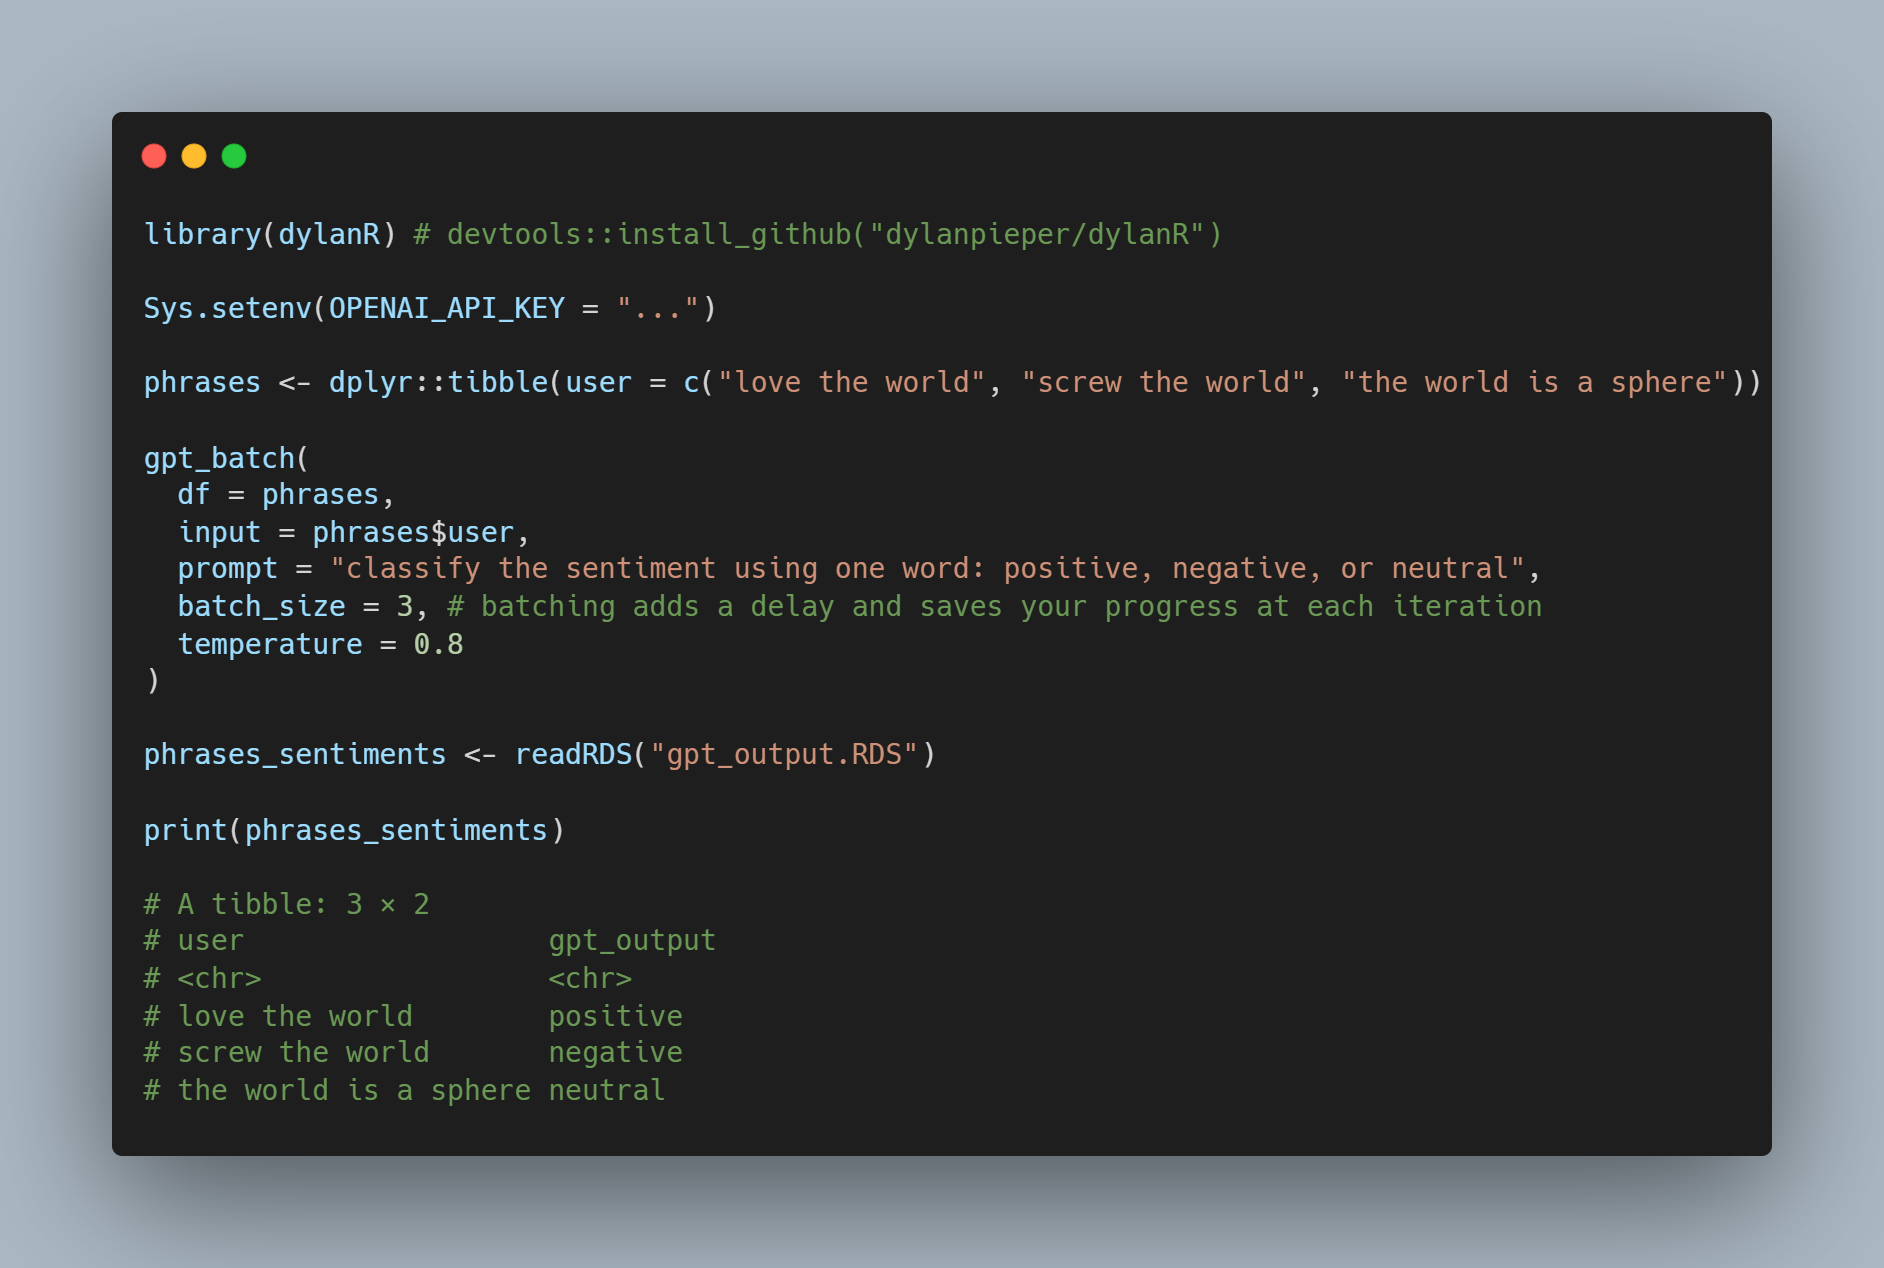 library(dylanR) # devtools::install_github("dylanpieper/dylanR")
Sys.setenv(OPENAI_API_KEY = "...")
phrases <- dplyr::tibble(user = c("love the world", "screw the world", "the world is a sphere"))
gpt_batch(
  df = phrases,
  input = phrases$user,
  prompt = "classify the sentiment using one word: positive, negative, or neutral",
  batch_size = 3, # batching adds a delay and saves your progress at each iteration
  temperature = 0.8
)
phrases_sentiments <- readRDS("gpt_output.RDS")
print(phrases_sentiments)
# A tibble: 3 × 2
# user                  gpt_output
# <chr>                 <chr>
# love the world        positive
# screw the world       negative
# the world is a sphere neutral